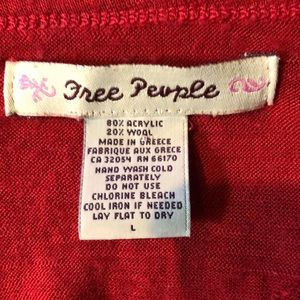 Free People
80% ACRYLIC
20% WOOL
MADE IN GREECE
FABRIQUE AUX GRECE
CA 32054 RN 66170
HAND WASH COLD
SEPARATELY
DO NOT USE
CHLORINE BLEACH
COOL IRON IF NEEDED
LAY FLAT TO DRY
L